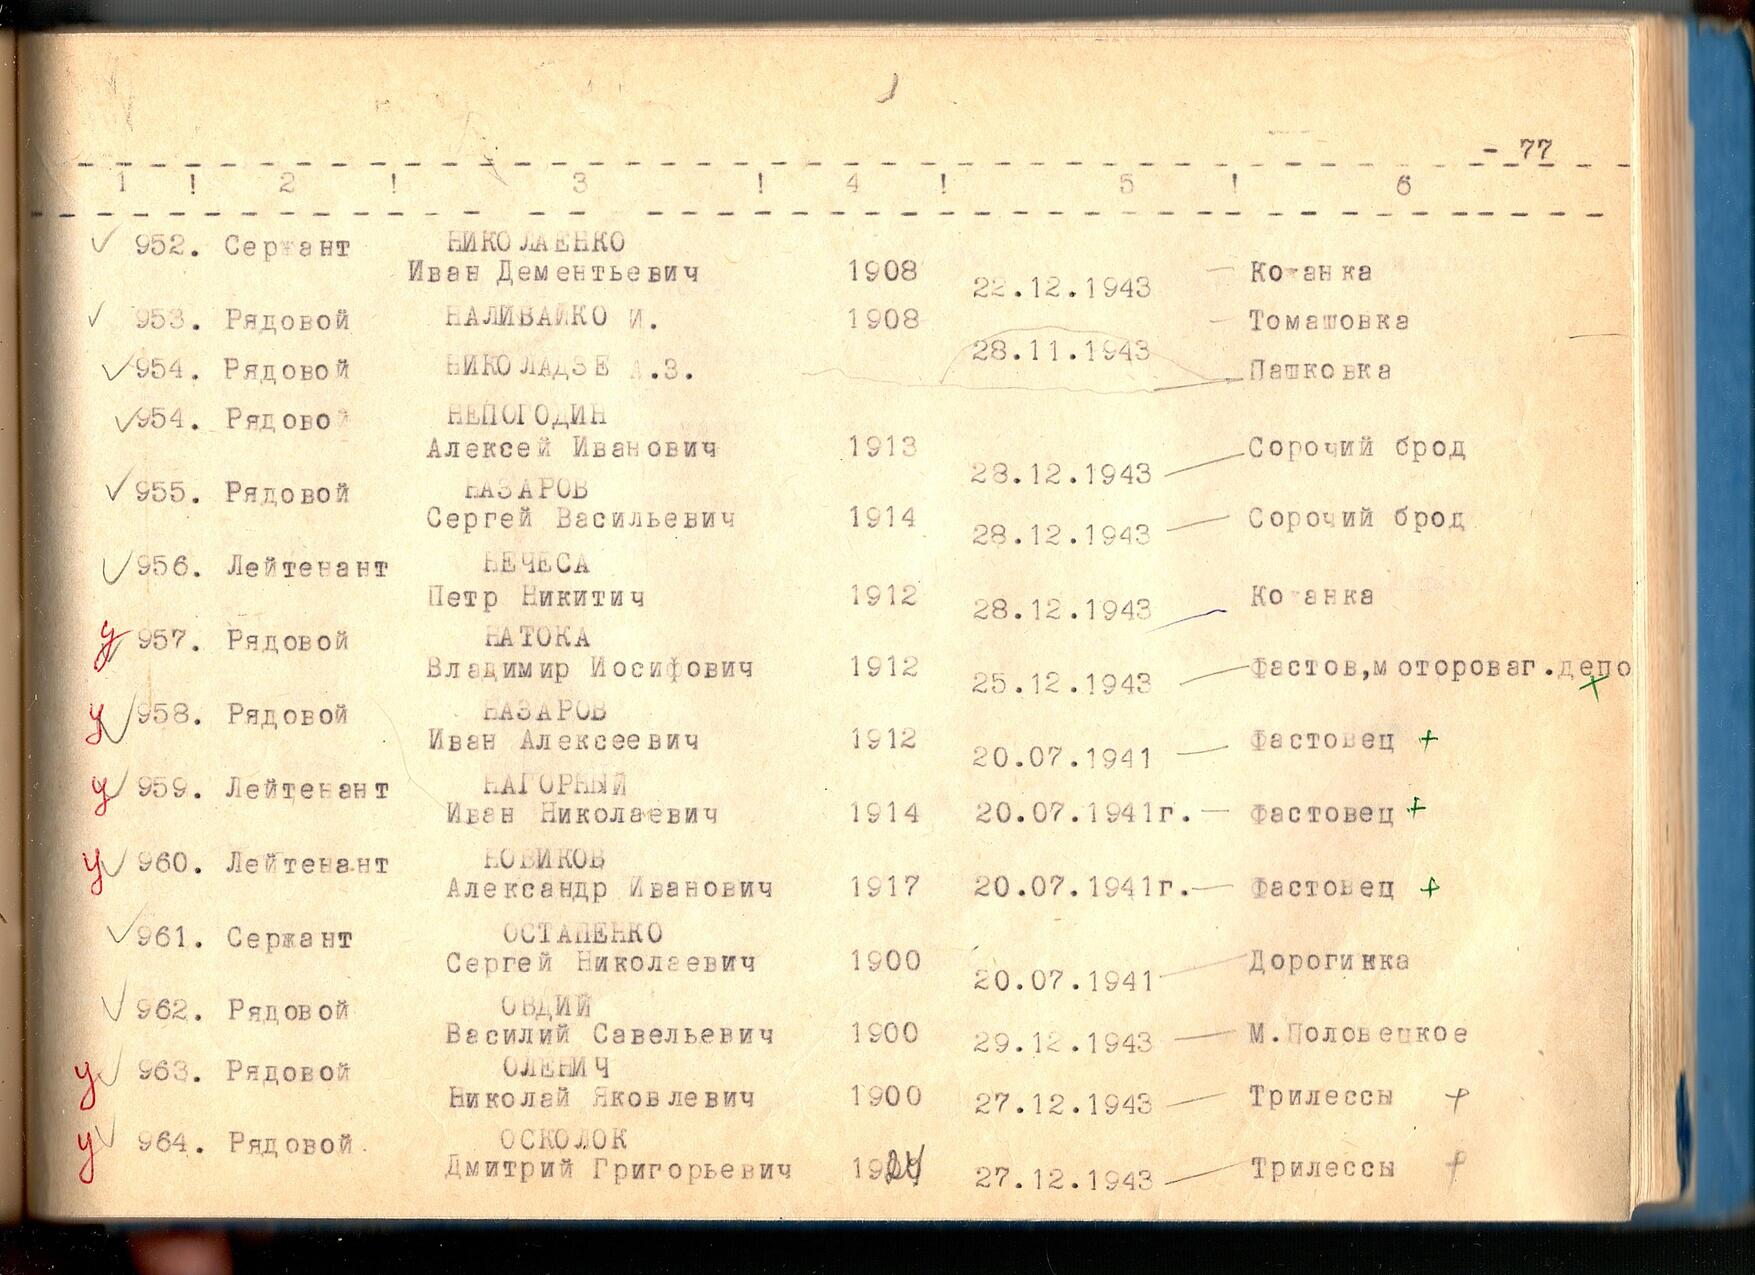 - 77
1 ! 2 ! 3 ! 4 ! 5 ! 6
952. Сержант НИКОЛАЕНКО
Иван Дементьевич 1908 22.12.1943 Кожанка
953. Рядовой НАЛИВАЙКО И. 1908 28.11.1943 Томашовка
954. Рядовой НИКОЛАДЗЕ А.З. Пашковка
954. Рядовой НЕПОГОДИН
Алексей Иванович 1913 28.12.1943 Сорочий брод
955. Рядовой НАЗАРОВ
Сергей Васильевич 1914 28.12.1943 Сорочий брод
956. Лейтенант НЕЧЕСА
Петр Никитич 1912 28.12.1943 Кожанка
у 957. Рядовой НАТОКА
Владимир Иосифович 1912 25.12.1943 Фастов,мотороваг.депо
у 958. Рядовой НАЗАРОВ
Иван Алексеевич 1912 20.07.1941 Фастовец +
у 959. Лейтенант НАГОРНЫЙ
Иван Николаевич 1914 20.07.1941г. Фастовец +
у 960. Лейтенант НОВИКОВ
Александр Иванович 1917 20.07.1941г. Фастовец +
961. Сержант ОСТАПЕНКО
Сергей Николаевич 1900 20.07.1941 Дорогинка
962. Рядовой ОВДИЙ
Василий Савельевич 1900 29.12.1943 М.Половецкое
у 963. Рядовой ОЛЕНИЧ
Николай Яковлевич 1900 27.12.1943 Трилессы +
у 964. Рядовой ОСКОЛОК
Дмитрий Григорьевич 1924 27.12.1943 Трилессы +